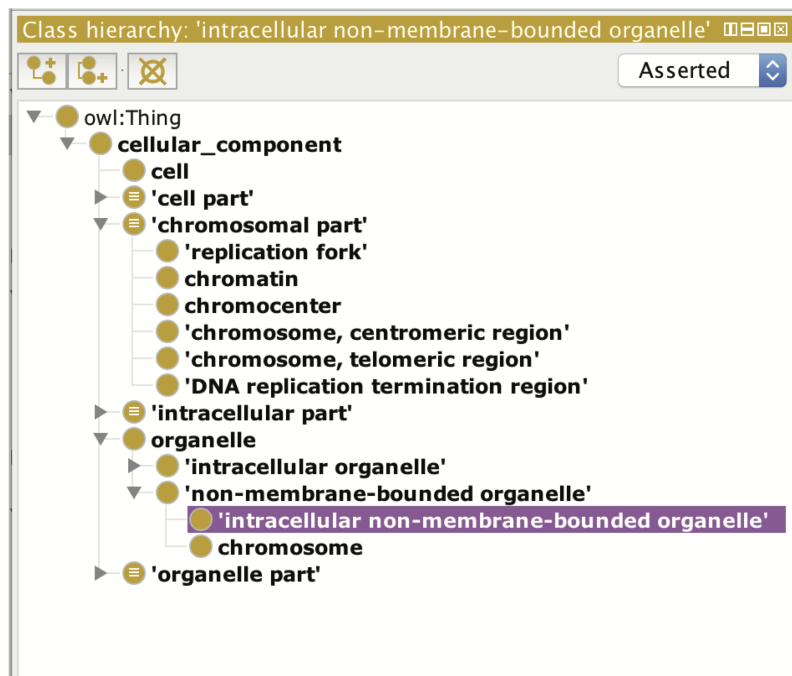 Class hierarchy: 'intracellular non-membrane-bounded organelle'
Asserted
owl:Thing
cellular_component
cell
'cell part'
'chromosomal part'
'replication fork'
chromatin
chromocenter
'chromosome, centromeric region'
'chromosome, telomeric region'
'DNA replication termination region'
'intracellular part'
organelle
'intracellular organelle'
'non-membrane-bounded organelle'
'intracellular non-membrane-bounded organelle'
chromosome
'organelle part'